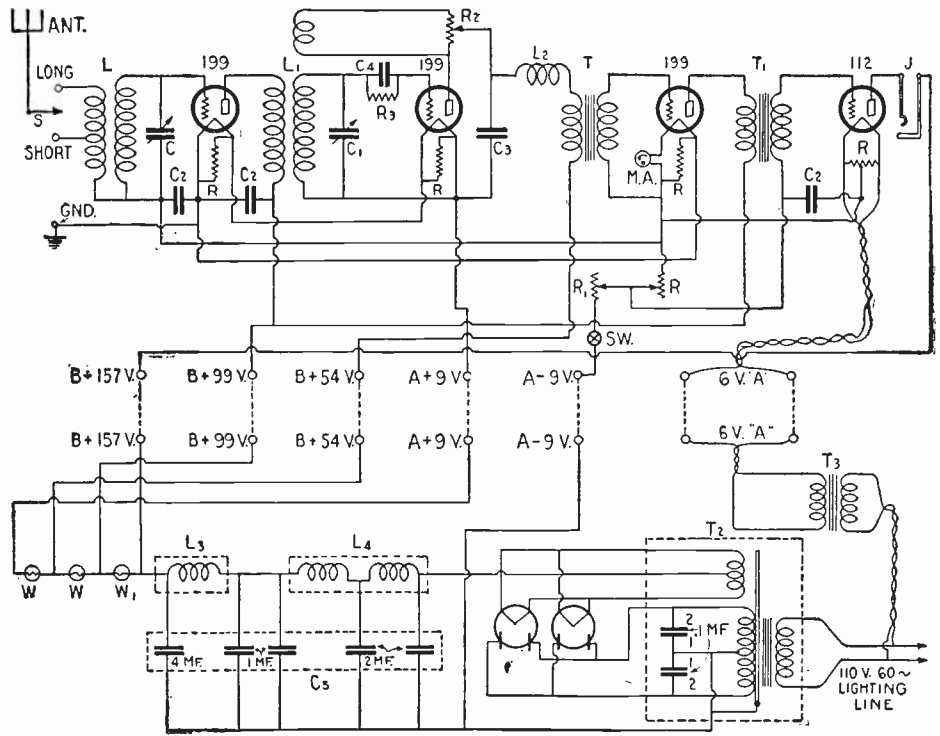 ANT.
R2
LONG
L
199
L1
C4
199
L2
T
199
T1
112
J
S
R3
SHORT
C
C1
C3
M.A.
R
R
R
R
C2
C2
C2
GND.
R1
R
SW.
B+157 V.
B+99 V.
B+54 V.
A+9 V.
A-9 V.
6 V. "A"
B+157 V.
B+99 V.
B+54 V.
A+9 V.
A-9 V.
6 V. "A"
T3
L3
L4
T2
W
W
W1
2
.1 MF
1
1
2
4 MF.
1 MF
2 MF.
C5
110 V. 60~
LIGHTING
LINE